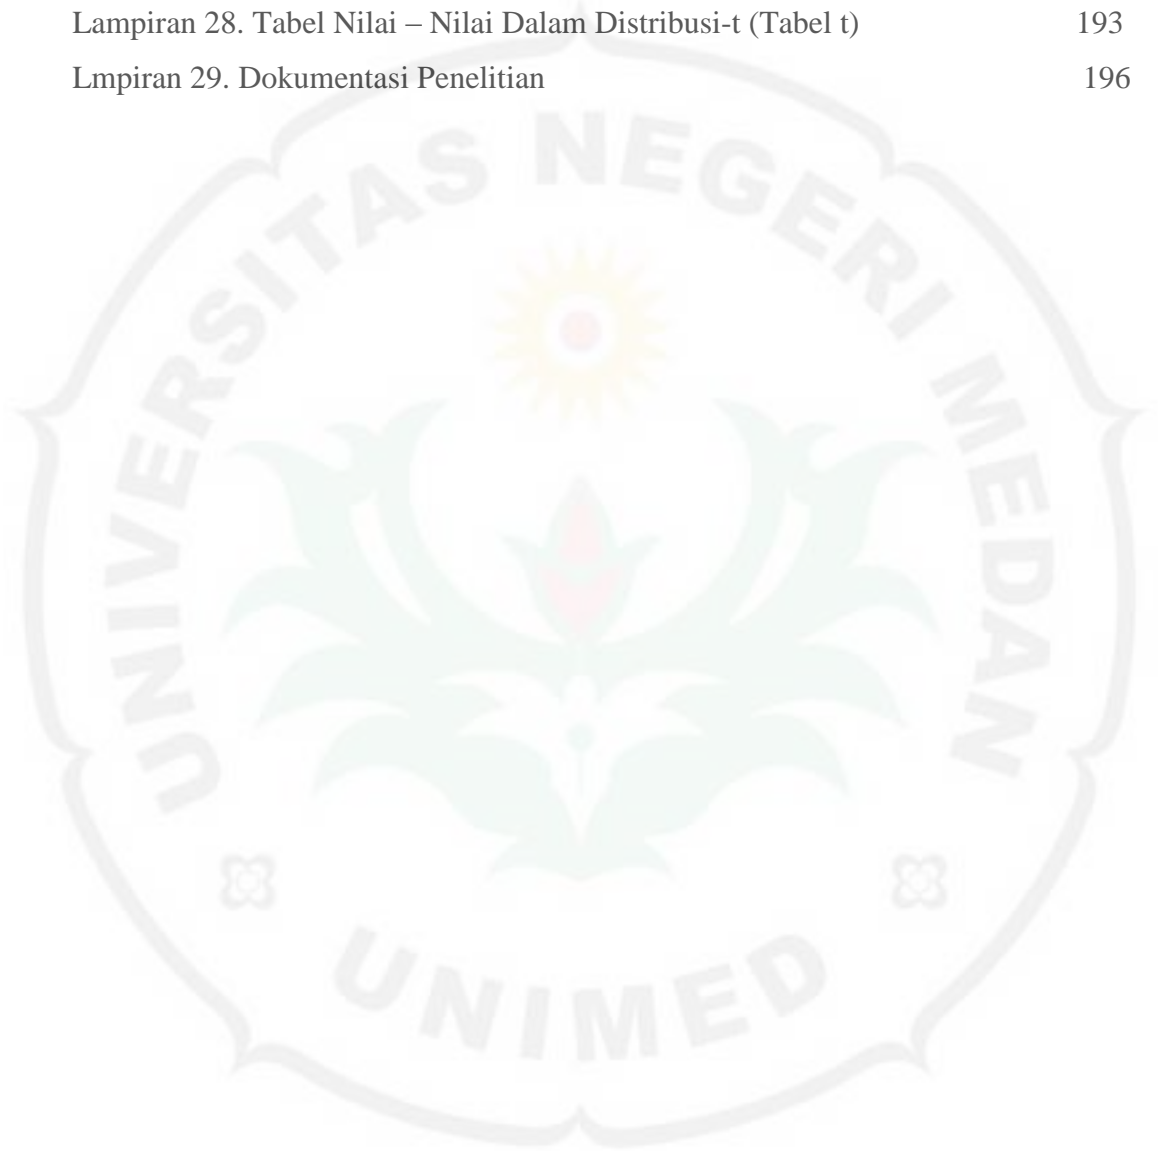 Lampiran 28. Tabel Nilai – Nilai Dalam Distribusi-t (Tabel t) 193
Lmpiran 29. Dokumentasi Penelitian 196
UNIVERSITAS NEGERI MEDAN
UNIMED